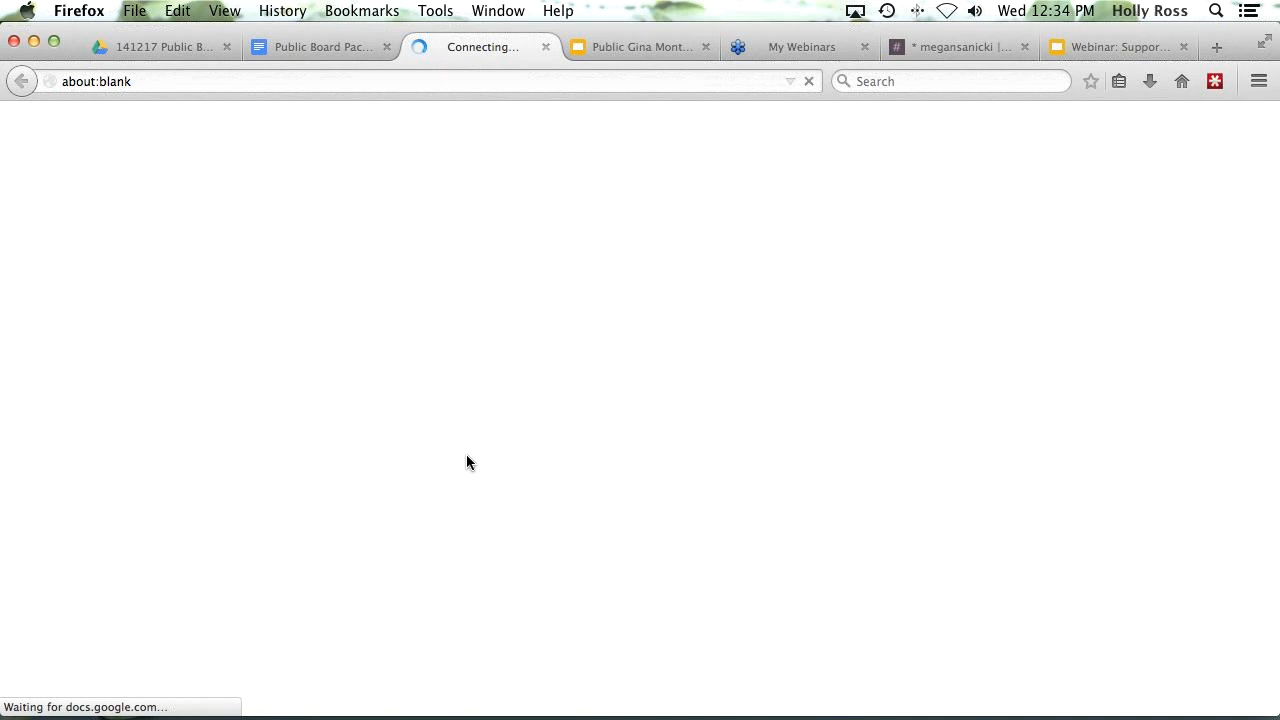 Firefox File Edit View History Bookmarks Tools Window Help Wed 12:34 PM Holly Ross
141217 Public B... Public Board Pac... Connecting... Public Gina Mont... My Webinars * megansanicki |... Webinar: Suppor...
about:blank Search
Waiting for docs.google.com...